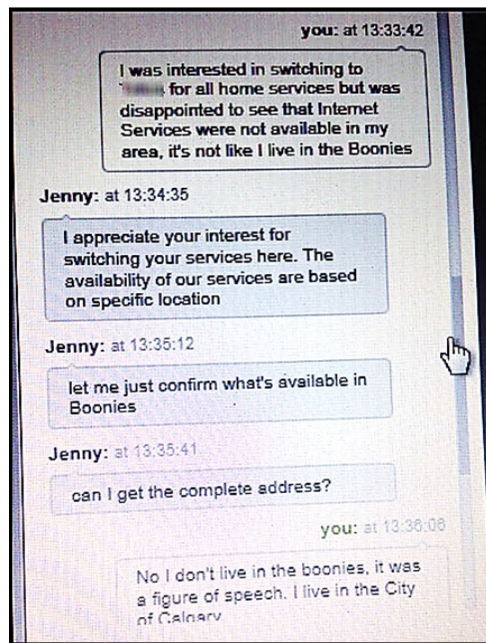 you: at 13:33:42
I was interested in switching to
for all home services but was
disappointed to see that Internet
Services were not available in my
area, it's not like I live in the Boonies
Jenny: at 13:34:35
I appreciate your interest for
switching your services here. The
availability of our services are based
on specific location
Jenny: at 13:35:12
let me just confirm what's available in
Boonies
Jenny: at 13:35:41
can I get the complete address?
you: at 13:36:06
No I don't live in the boonies, it was
a figure of speech. I live in the City
of Calgary